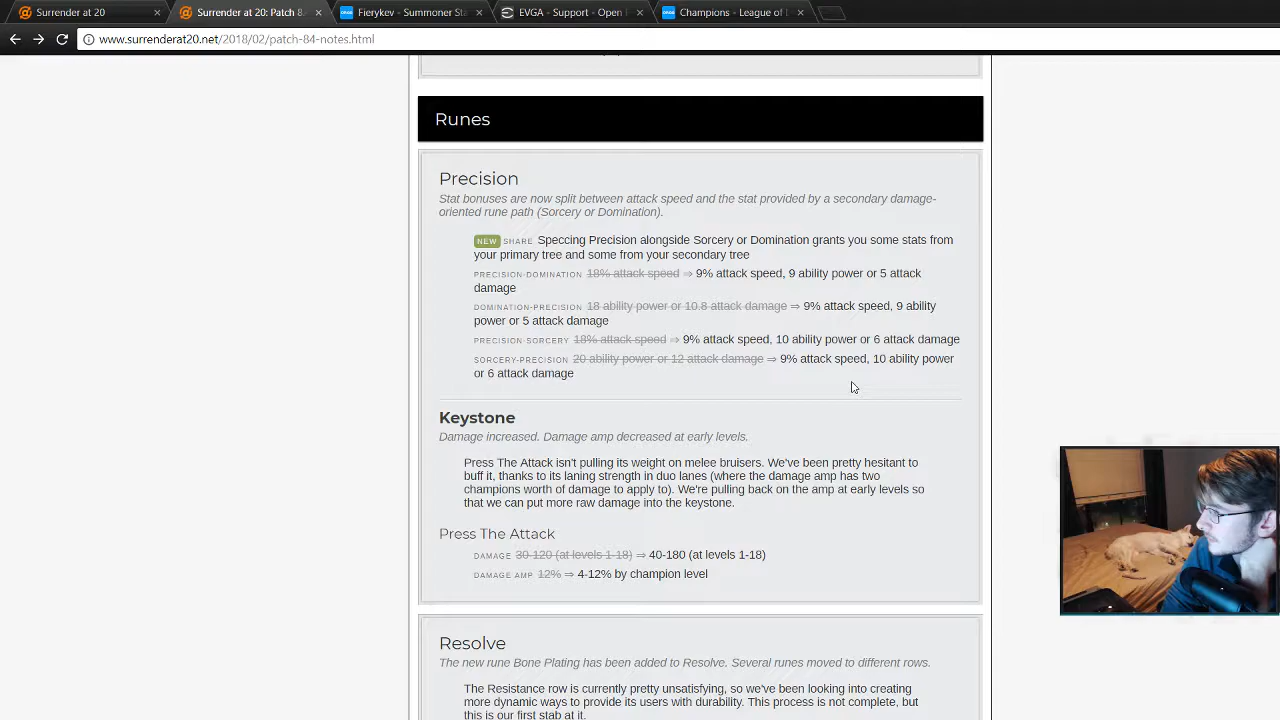 Surrender at 20
Surrender at 20: Patch 8.
Fierykev - Summoner Sta
EVGA - Support - Open
Champions - League of L
www.surrenderat20.net/2018/02/patch-84-notes.html
Runes
Precision
Stat bonuses are now split between attack speed and the stat provided by a secondary damage-
oriented rune path (Sorcery or Domination).
NEW SHARE Speccing Precision alongside Sorcery or Domination grants you some stats from
your primary tree and some from your secondary tree
PRECISION-DOMINATION 18% attack speed ⇒ 9% attack speed, 9 ability power or 5 attack
damage
DOMINATION-PRECISION 18 ability power or 10.8 attack damage ⇒ 9% attack speed, 9 ability
power or 5 attack damage
PRECISION-SORCERY 18% attack speed ⇒ 9% attack speed, 10 ability power or 6 attack damage
SORCERY-PRECISION 20 ability power or 12 attack damage ⇒ 9% attack speed, 10 ability power
or 6 attack damage
Keystone
Damage increased. Damage amp decreased at early levels.
Press The Attack isn't pulling its weight on melee bruisers. We've been pretty hesitant to
buff it, thanks to its laning strength in duo lanes (where the damage amp has two
champions worth of damage to apply to). We're pulling back on the amp at early levels so
that we can put more raw damage into the keystone.
Press The Attack
DAMAGE 30-120 (at levels 1-18) ⇒ 40-180 (at levels 1-18)
DAMAGE AMP 12% ⇒ 4-12% by champion level
Resolve
The new rune Bone Plating has been added to Resolve. Several runes moved to different rows.
The Resistance row is currently pretty unsatisfying, so we've been looking into creating
more dynamic ways to provide its users with durability. This process is not complete, but
this is our first stab at it.